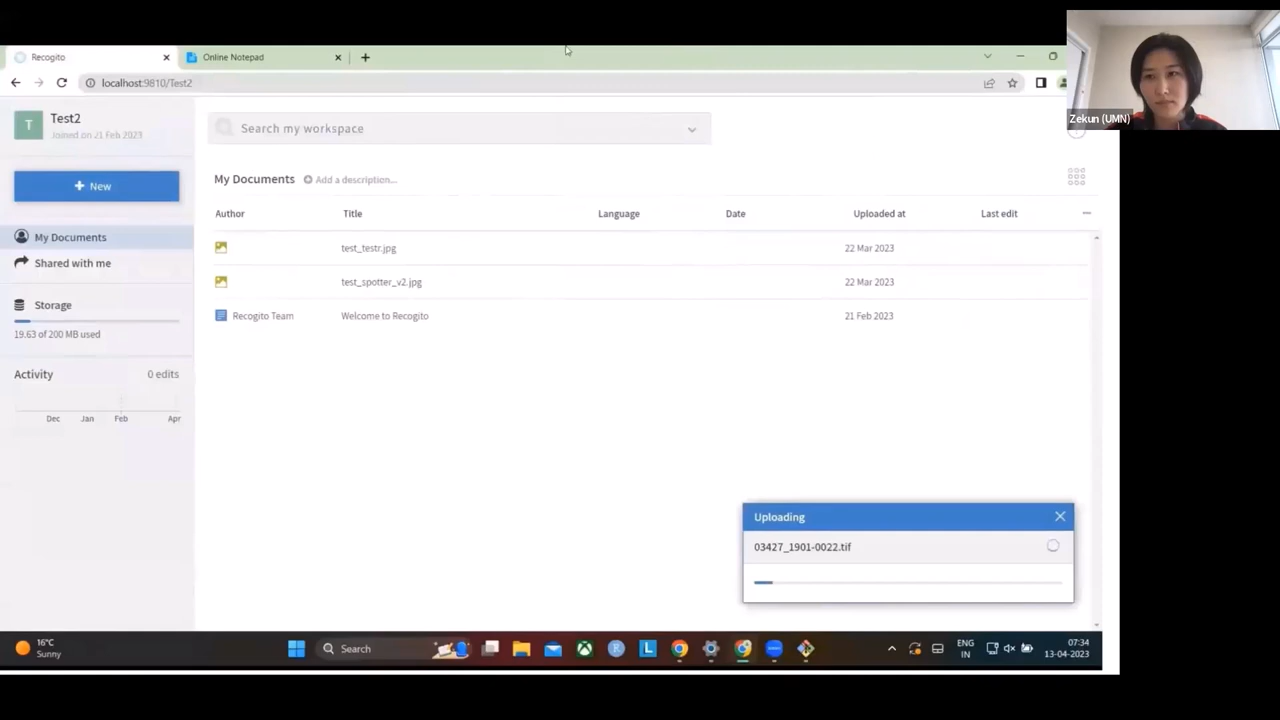 Recogito
Online Notepad
localhost:9810/Test2
Zekun (UMN)
T
Test2
Joined on 21 Feb 2023
Search my workspace
New
My Documents
Add a description...
Author Title Language Date Uploaded at Last edit
My Documents
test_testr.jpg 22 Mar 2023
Shared with me
test_spotter_v2.jpg 22 Mar 2023
Storage
Recogito Team Welcome to Recogito 21 Feb 2023
19.63 of 200 MB used
Activity 0 edits
Dec Jan Feb Apr
Uploading
03427_1901-0022.tif
16°C
Sunny
Search
R
L
ENG
IN
07:34
13-04-2023